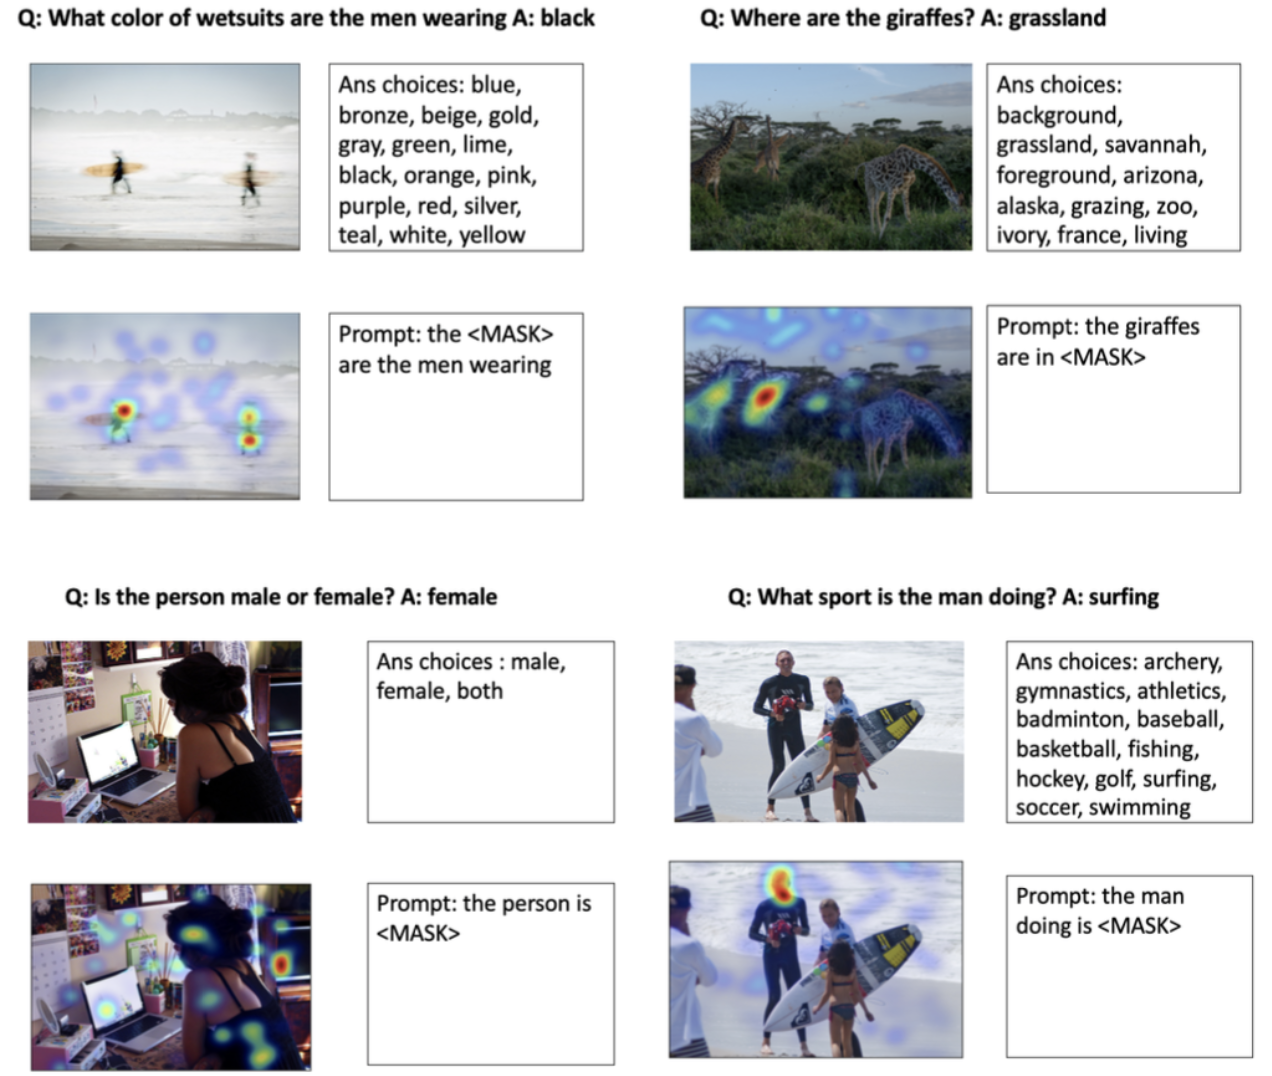 Q: What color of wetsuits are the men wearing A: black
Ans choices: blue,
bronze, beige, gold,
gray, green, lime,
black, orange, pink,
purple, red, silver,
teal, white, yellow
Prompt: the <MASK>
are the men wearing
Q: Where are the giraffes? A: grassland
Ans choices:
background,
grassland, savannah,
foreground, arizona,
alaska, grazing, zoo,
ivory, france, living
Prompt: the giraffes
are in <MASK>
Q: Is the person male or female? A: female
Ans choices : male,
female, both
Prompt: the person is
<MASK>
Q: What sport is the man doing? A: surfing
Ans choices: archery,
gymnastics, athletics,
badminton, baseball,
basketball, fishing,
hockey, golf, surfing,
soccer, swimming
Prompt: the man
doing is <MASK>